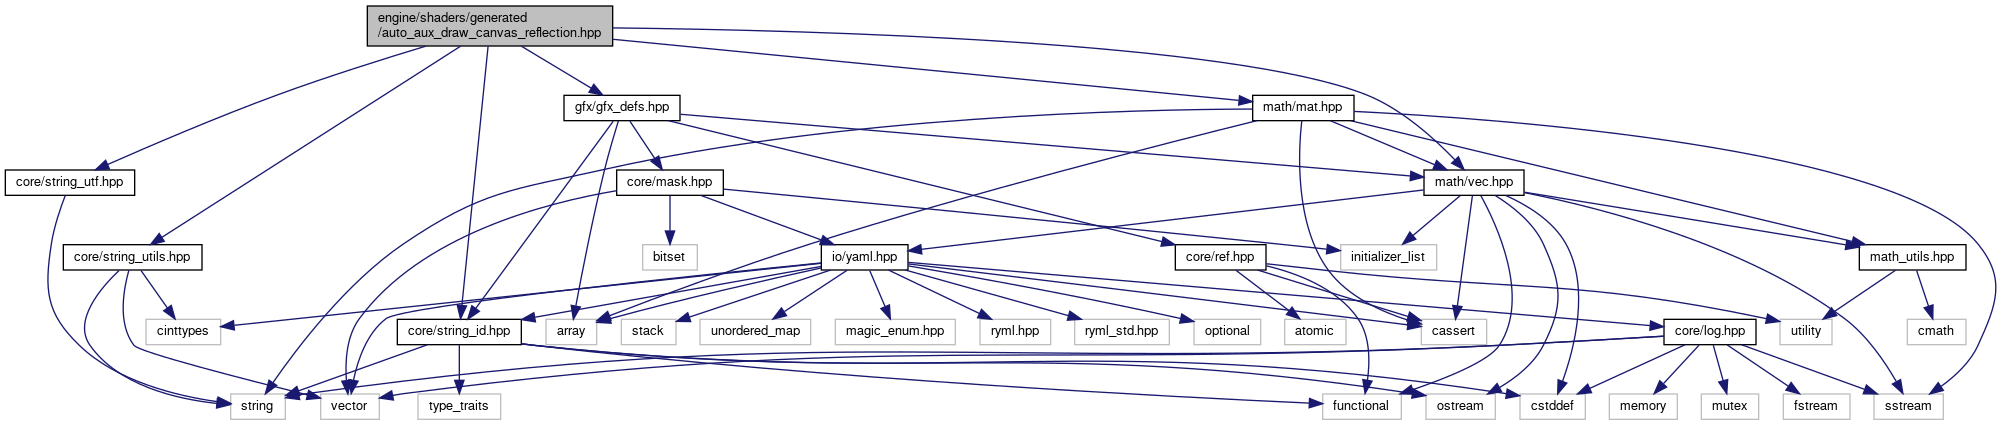 engine/shaders/generated
/auto_aux_draw_canvas_reflection.hpp
gfx/gfx_defs.hpp
math/mat.hpp
core/string_utf.hpp
core/mask.hpp
math/vec.hpp
core/string_utils.hpp
bitset
io/yaml.hpp
core/ref.hpp
initializer_list
math_utils.hpp
cinttypes
core/string_id.hpp
array
stack
unordered_map
magic_enum.hpp
ryml.hpp
ryml_std.hpp
optional
atomic
cassert
core/log.hpp
utility
cmath
string
vector
type_traits
functional
ostream
cstddef
memory
mutex
fstream
sstream